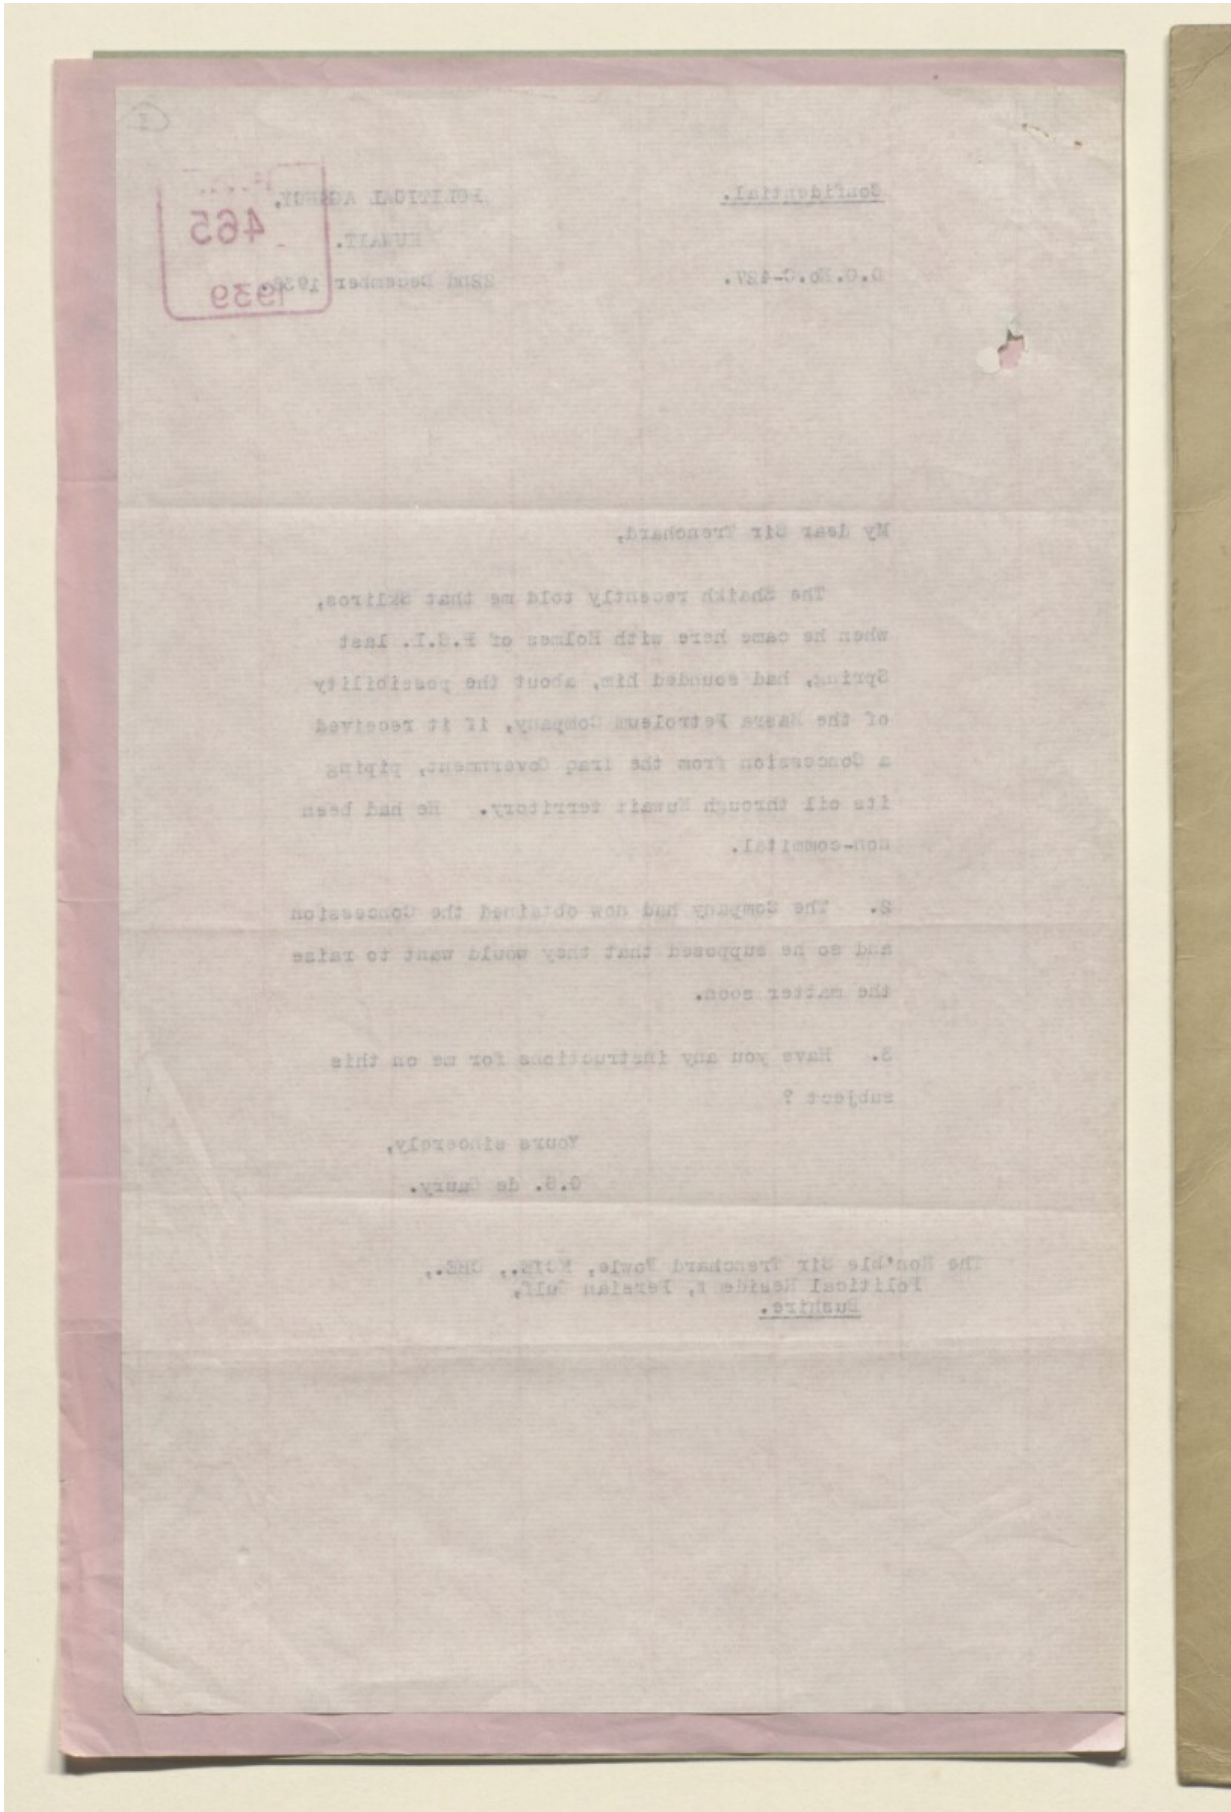 Confidential.
POLITICAL AGENCY,
KUWAIT.
D.O.No.C-427.
22nd December 1938.
465
1939
My dear Sir Trenchard,
The Shaikh recently told me that Skliros,
when he came here with Holmes of P.S.I. last
Spring, had sounded him, about the possibility
of the Basra Petroleum Company, if it received
a Concession from the Iraq Government, piping
its oil through Kuwait territory. He had been
non-commital.
2. The Company had now obtained the Concession
and so he supposed that they would want to raise
the matter soon.
3. Have you any instructions for me on this
subject ?
Yours sincerely,
G.S. de Gaury.
The Hon'ble Sir Trenchard Fowle, KCIE., CBE.,
Political Resident, Persian Gulf,
Bushire.